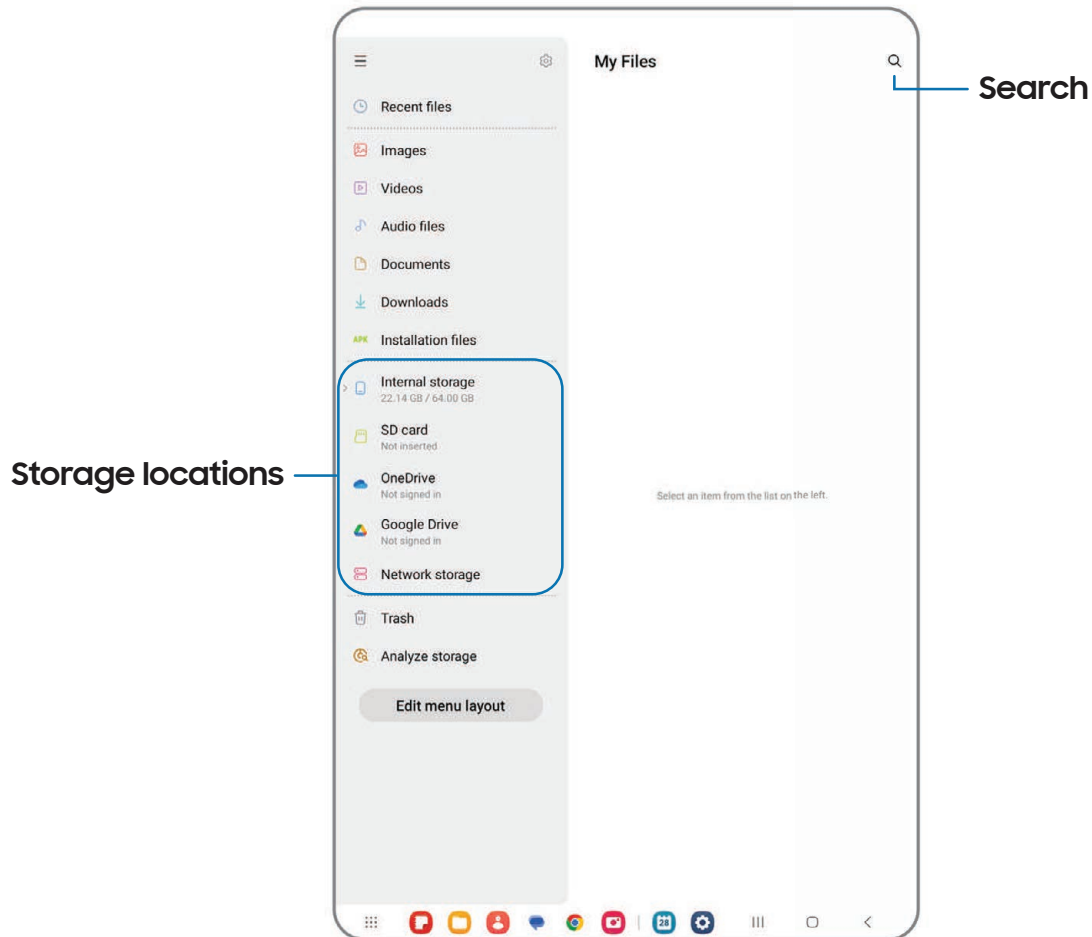 My Files
Search
Recent files
Images
Videos
Audio files
Documents
Downloads
APK Installation files
Internal storage
22.14 GB / 64.00 GB
SD card
Not inserted
Storage locations
OneDrive
Not signed in
Select an item from the list on the left.
Google Drive
Not signed in
Network storage
Trash
Analyze storage
Edit menu layout
28